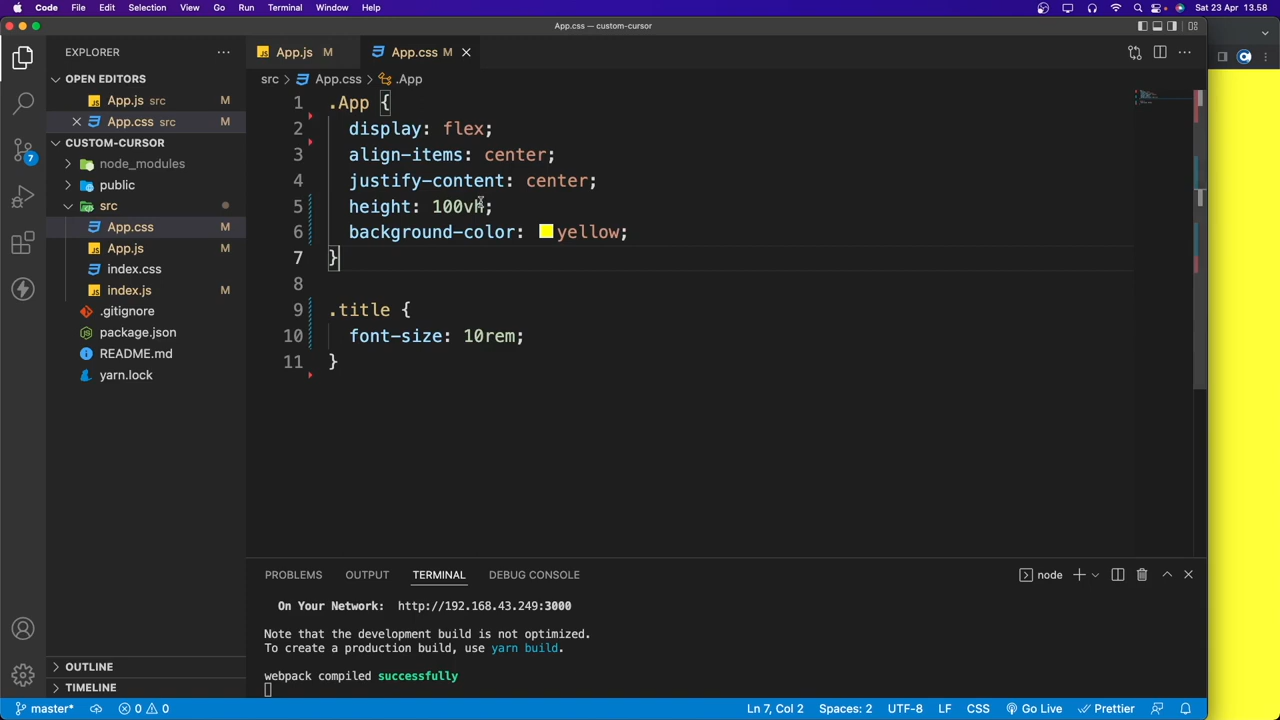 Code File Edit Selection View Go Run Terminal Window Help Sat 23 Apr 13.58
App.css — custom-cursor
EXPLORER
App.js M
App.css M
src > App.css > .App
OPEN EDITORS
App.js src M
App.css src M
CUSTOM-CURSOR
node_modules
public
src
App.css
App.js M
index.css
index.js M
.gitignore
package.json
README.md
yarn.lock
OUTLINE
TIMELINE
7
1 .App {
2 display: flex;
3 align-items: center;
4 justify-content: center;
5 height: 100vh;
6 background-color: yellow;
7 }
8
9 .title {
10 font-size: 10rem;
11 }
PROBLEMS OUTPUT TERMINAL DEBUG CONSOLE node
On Your Network: http://192.168.43.249:3000
Note that the development build is not optimized.
To create a production build, use yarn build.
webpack compiled successfully
master* 0 0 Ln 7, Col 2 Spaces: 2 UTF-8 LF CSS Go Live Prettier